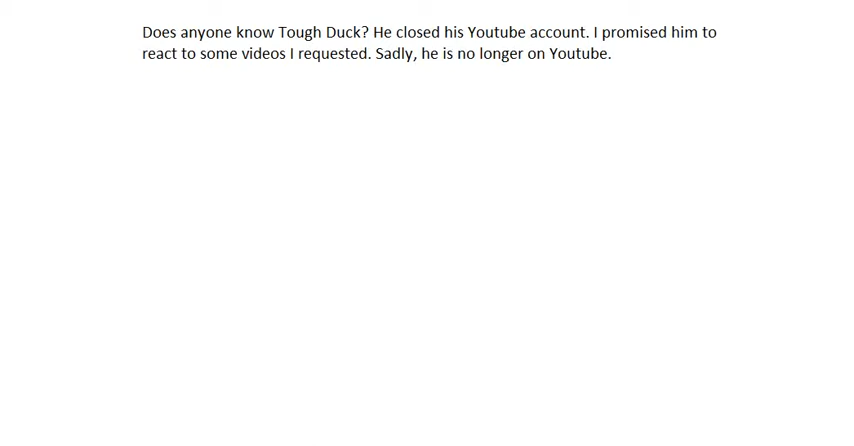 Does anyone know Tough Duck? He closed his Youtube account. I promised him to
react to some videos I requested. Sadly, he is no longer on Youtube.